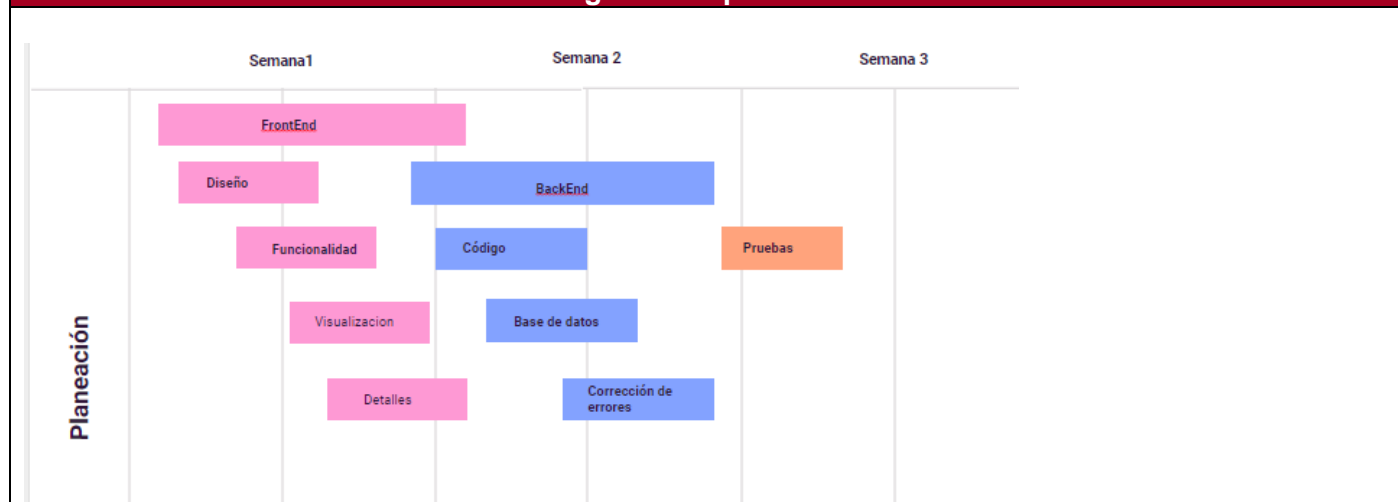 Semana1
Semana 2
Semana 3
FrontEnd
Diseño
BackEnd
Funcionalidad
Código
Pruebas
Visualizacion
Base de datos
Detalles
Corrección de
errores
Planeación